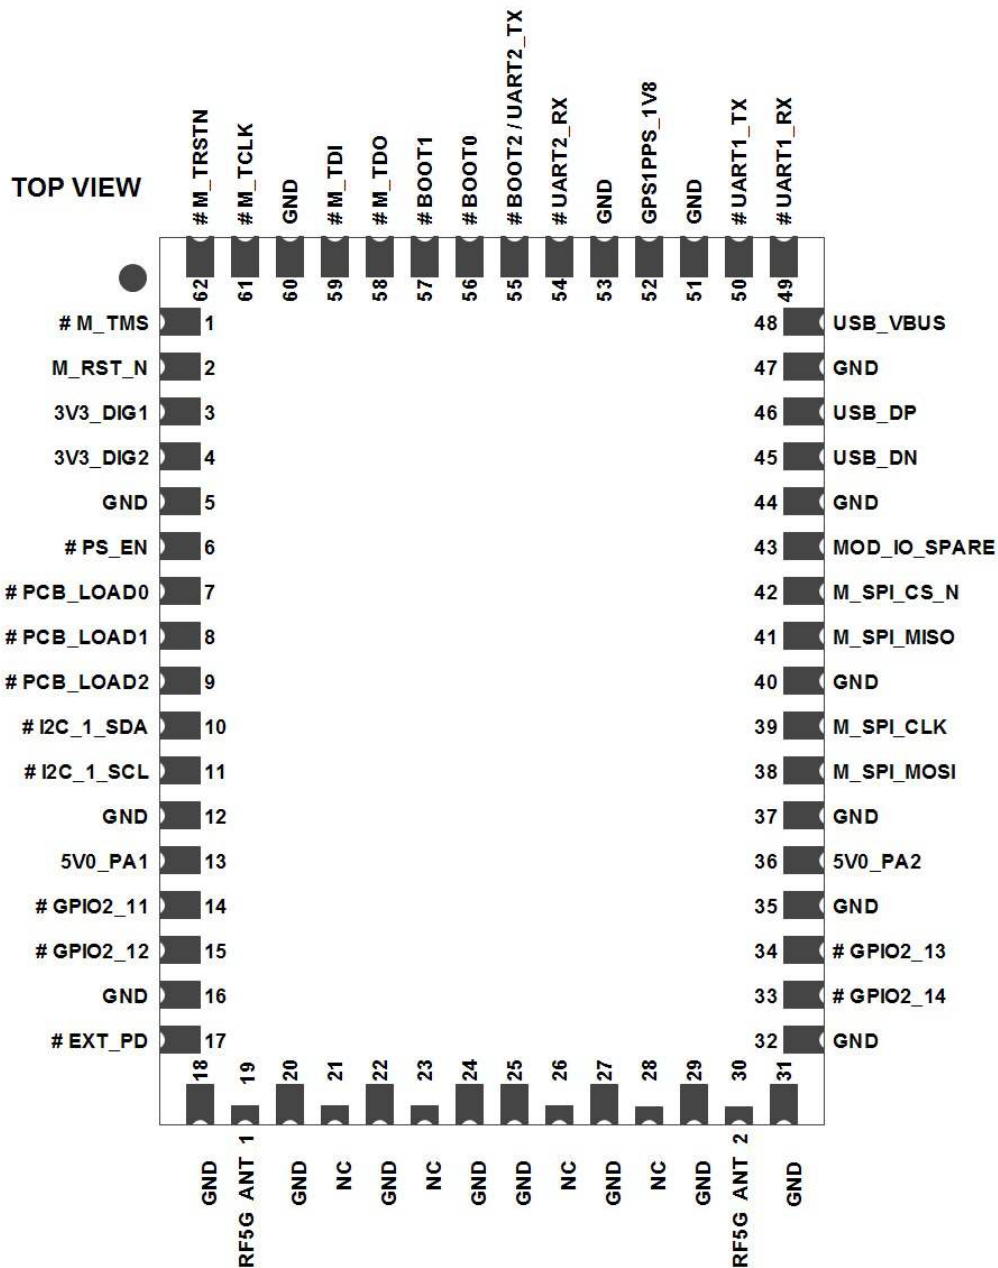 TOP VIEW
# M_TRSTN
# M_TCLK
GND
# M_TDI
# M_TDO
# BOOT1
# BOOT0
# BOOT2 / UART2_TX
# UART2_RX
GND
GPS1PPS_1V8
GND
# UART1_TX
# UART1_RX
62 61 60 59 58 57 56 55 54 53 52 51 50 49
# M_TMS 1
M_RST_N 2
3V3_DIG1 3
3V3_DIG2 4
GND 5
# PS_EN 6
# PCB_LOAD0 7
# PCB_LOAD1 8
# PCB_LOAD2 9
# I2C_1_SDA 10
# I2C_1_SCL 11
GND 12
5V0_PA1 13
# GPIO2_11 14
# GPIO2_12 15
GND 16
# EXT_PD 17
48 USB_VBUS
47 GND
46 USB_DP
45 USB_DN
44 GND
43 MOD_IO_SPARE
42 M_SPI_CS_N
41 M_SPI_MISO
40 GND
39 M_SPI_CLK
38 M_SPI_MOSI
37 GND
36 5V0_PA2
35 GND
34 # GPIO2_13
33 # GPIO2_14
32 GND
18 19 20 21 22 23 24 25 26 27 28 29 30 31
GND
RF5G_ANT_1
GND
NC
GND
NC
GND
GND
NC
GND
NC
GND
RF5G_ANT_2
GND